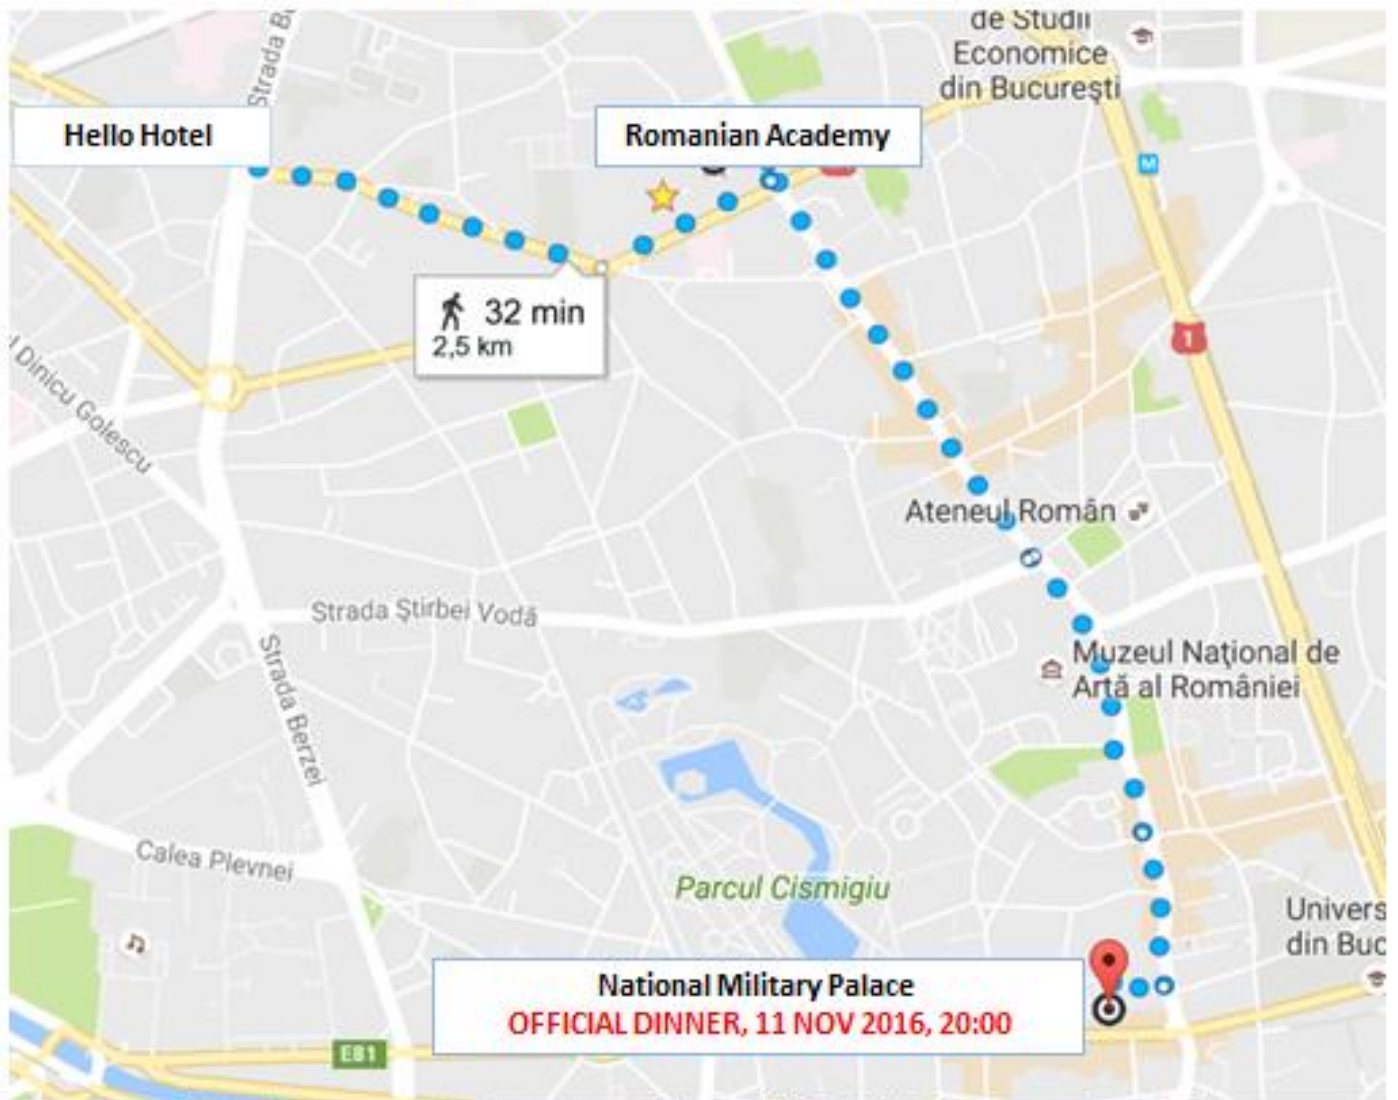 de Studii
Economice
din București
Strada B
Hello Hotel
Romanian Academy
M
32 min
2,5 km
1
l Dinicu Golescu
Ateneul Român
Strada Știrbei Vodă
Muzeul Naţional de
Artă al României
Strada Berzei
Calea Plevnei
Parcul Cismigiu
Univers
din Buc
National Military Palace
OFFICIAL DINNER, 11 NOV 2016, 20:00
E81